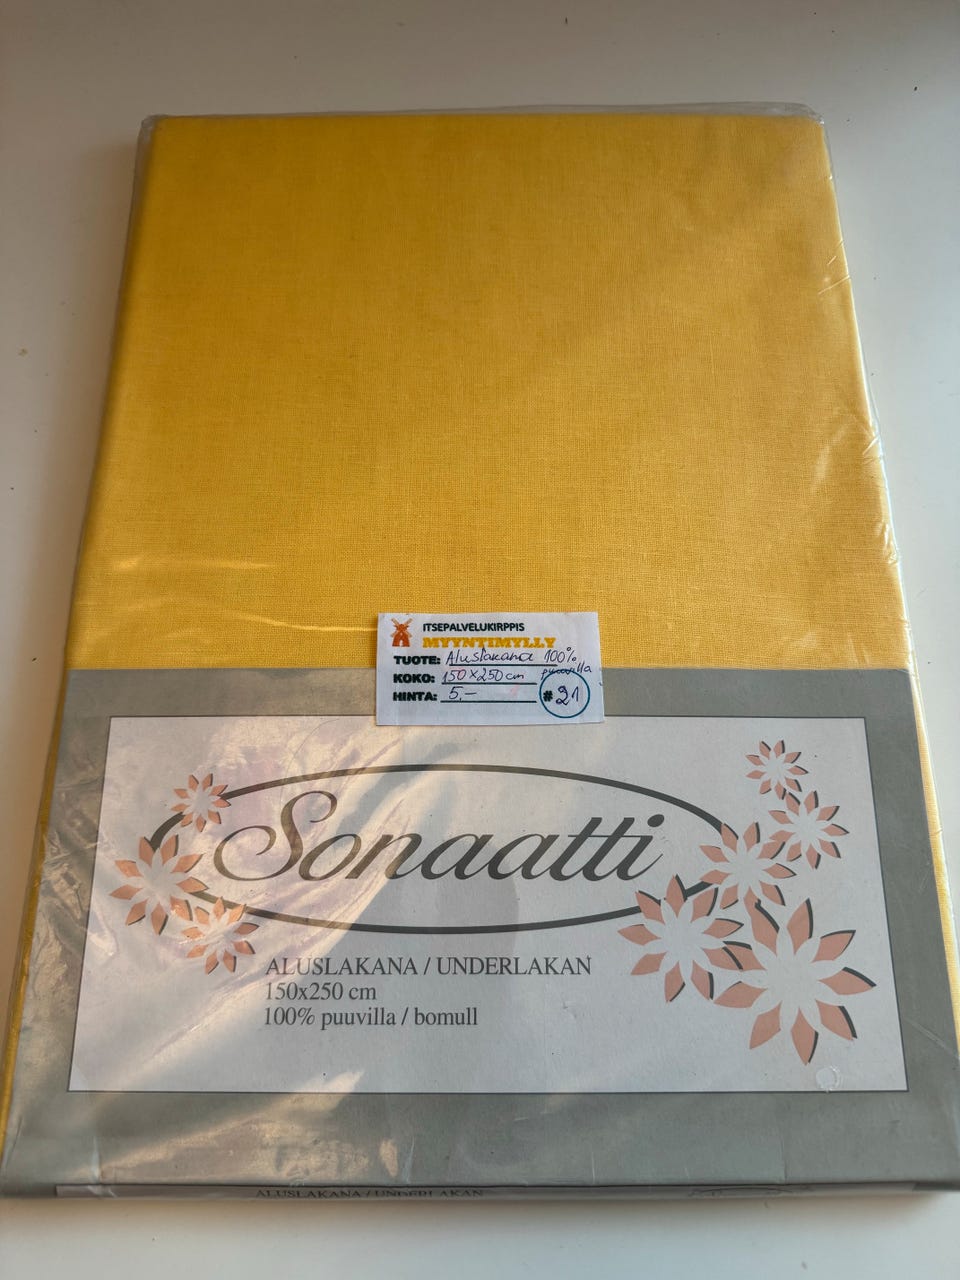 ITSEPALVELUKIRPPIS
MYYNTIMYLLY
TUOTE: Aluslakana 100% puuvilla
KOKO: 150x250 cm
HINTA: 5,- #21
Sonaatti
ALUSLAKANA / UNDERLAKAN
150x250 cm
100% puuvilla / bomull
ALUSLAKANA / UNDERLAKAN